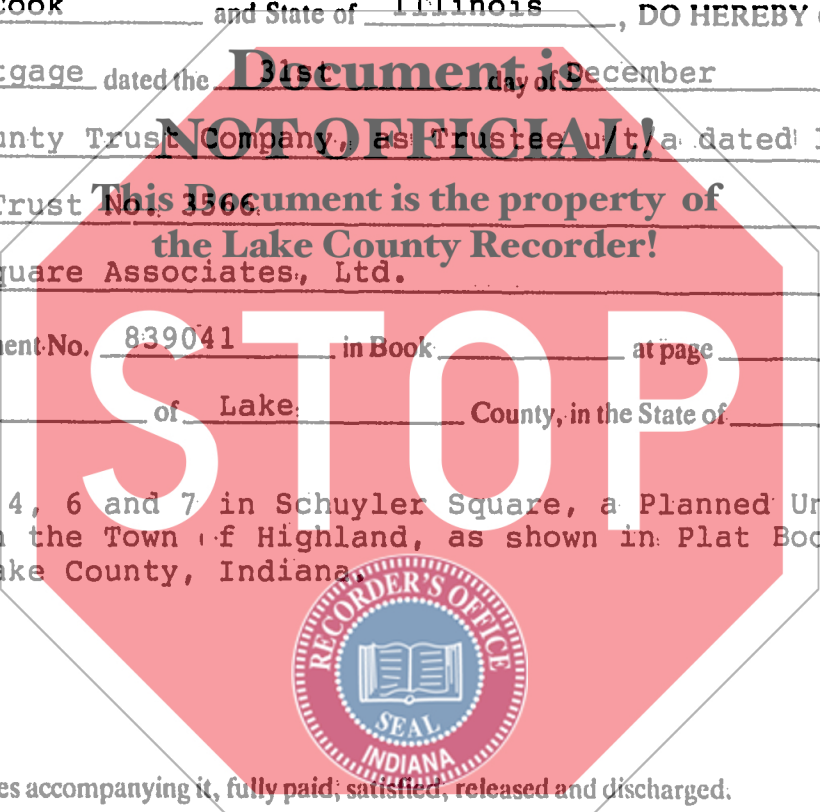 Cook and State of Illinois, DO HEREBY
tgage dated the 31st day of December
Document is
unty Trust Company, as Trustee u/t/a dated
NOT OFFICIAL!
Trust No. 3566
This Document is the property of
the Lake County Recorder!
quare Associates, Ltd.
ent No. 839041 in Book at page
STOP
of Lake County, in the State of
4, 6 and 7 in Schuyler Square, a Planned Un
the Town of Highland, as shown in Plat Boo
ake County, Indiana.
RECORDER'S OFFICE
SEAL
INDIANA
es accompanying it, fully paid, satisfied, released and discharged.